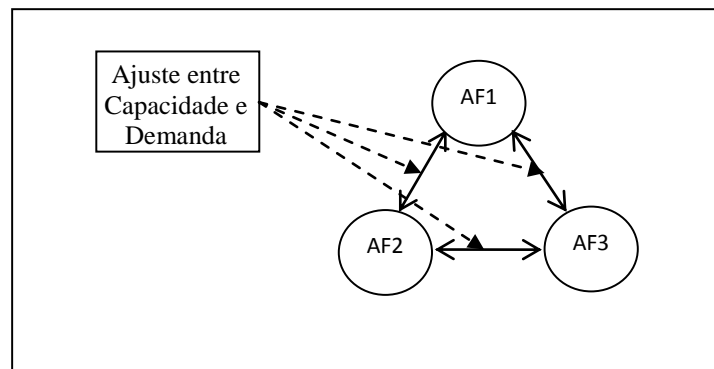 Ajuste entre
Capacidade e
Demanda
AF1
AF2
AF3